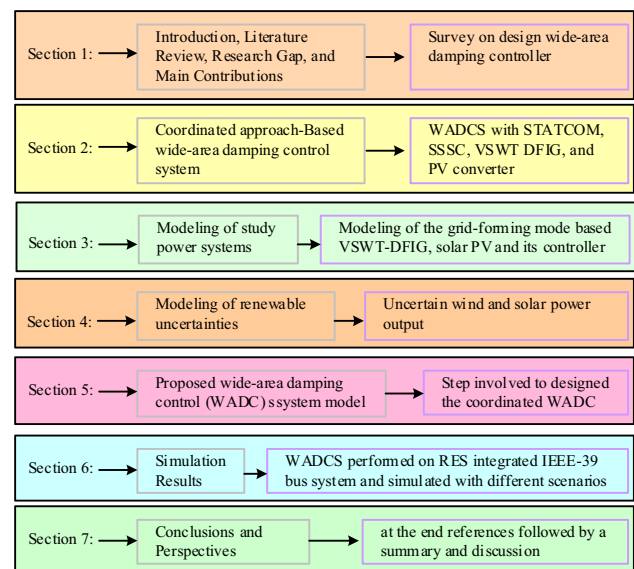 Section 1:
Introduction, Literature
Review, Research Gap, and
Main Contributions
Survey on design wide-area
damping controller
Section 2:
Coordinated approach-Based
wide-area damping control
system
WADCS with STATCOM,
SSSC, VSWT DFIG, and
PV converter
Section 3:
Modeling of study
power systems
Modeling of the grid-forming mode based
VSWT-DFIG, solar PV and its controller
Section 4:
Modeling of renewable
uncertainties
Uncertain wind and solar power
output
Section 5:
Proposed wide-area damping
control (WADC) ssystem model
Step involved to designed
the coordinated WADC
Section 6:
Simulation
Results
WADCS performed on RES integrated IEEE-39
bus system and simulated with different scenarios
Section 7:
Conclusions and
Perspectives
at the end references followed by a
summary and discussion